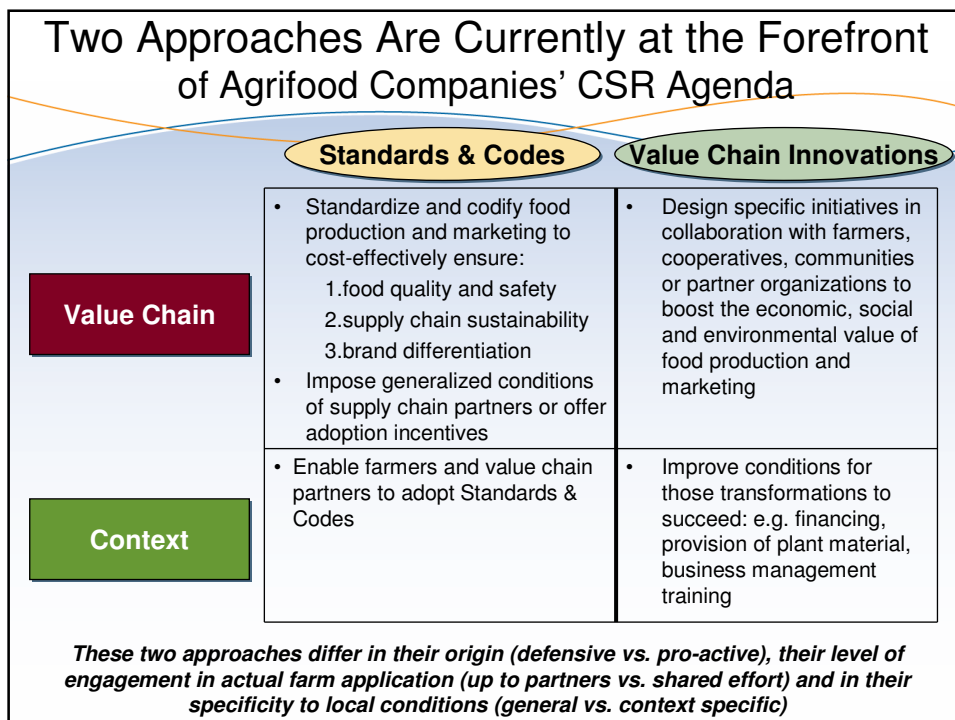 Two Approaches Are Currently at the Forefront
of Agrifood Companies' CSR Agenda
Standards & Codes
Value Chain Innovations
Value Chain
• Standardize and codify food
production and marketing to
cost-effectively ensure:
1.food quality and safety
2.supply chain sustainability
3.brand differentiation
• Impose generalized conditions
of supply chain partners or offer
adoption incentives
• Design specific initiatives in
collaboration with farmers,
cooperatives, communities
or partner organizations to
boost the economic, social
and environmental value of
food production and
marketing
Context
• Enable farmers and value chain
partners to adopt Standards &
Codes
• Improve conditions for
those transformations to
succeed: e.g. financing,
provision of plant material,
business management
training
These two approaches differ in their origin (defensive vs. pro-active), their level of
engagement in actual farm application (up to partners vs. shared effort) and in their
specificity to local conditions (general vs. context specific)